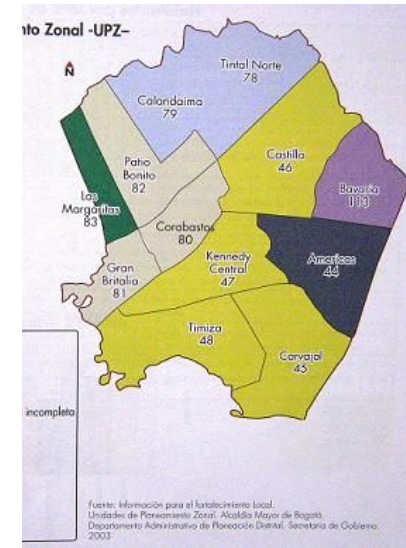 nto Zonal -UPZ–
N
Tintal Norte
78
Calandaima
79
Castilla
46
Patio
Bonito
82
Bavaria
113
Las
Margaritas
83
Corabastos
80
Kennedy
Central
47
Americas
44
Gran
Britalia
81
Timiza
48
Carvajal
45
incompleta
Fuente: Información para el fortalecimiento Local.
Unidades de Planeamiento Zonal. Alcaldía Mayor de Bogotá,
Departamento Administrativo de Planeación Distrital, Secretaría de Gobierno.
2003